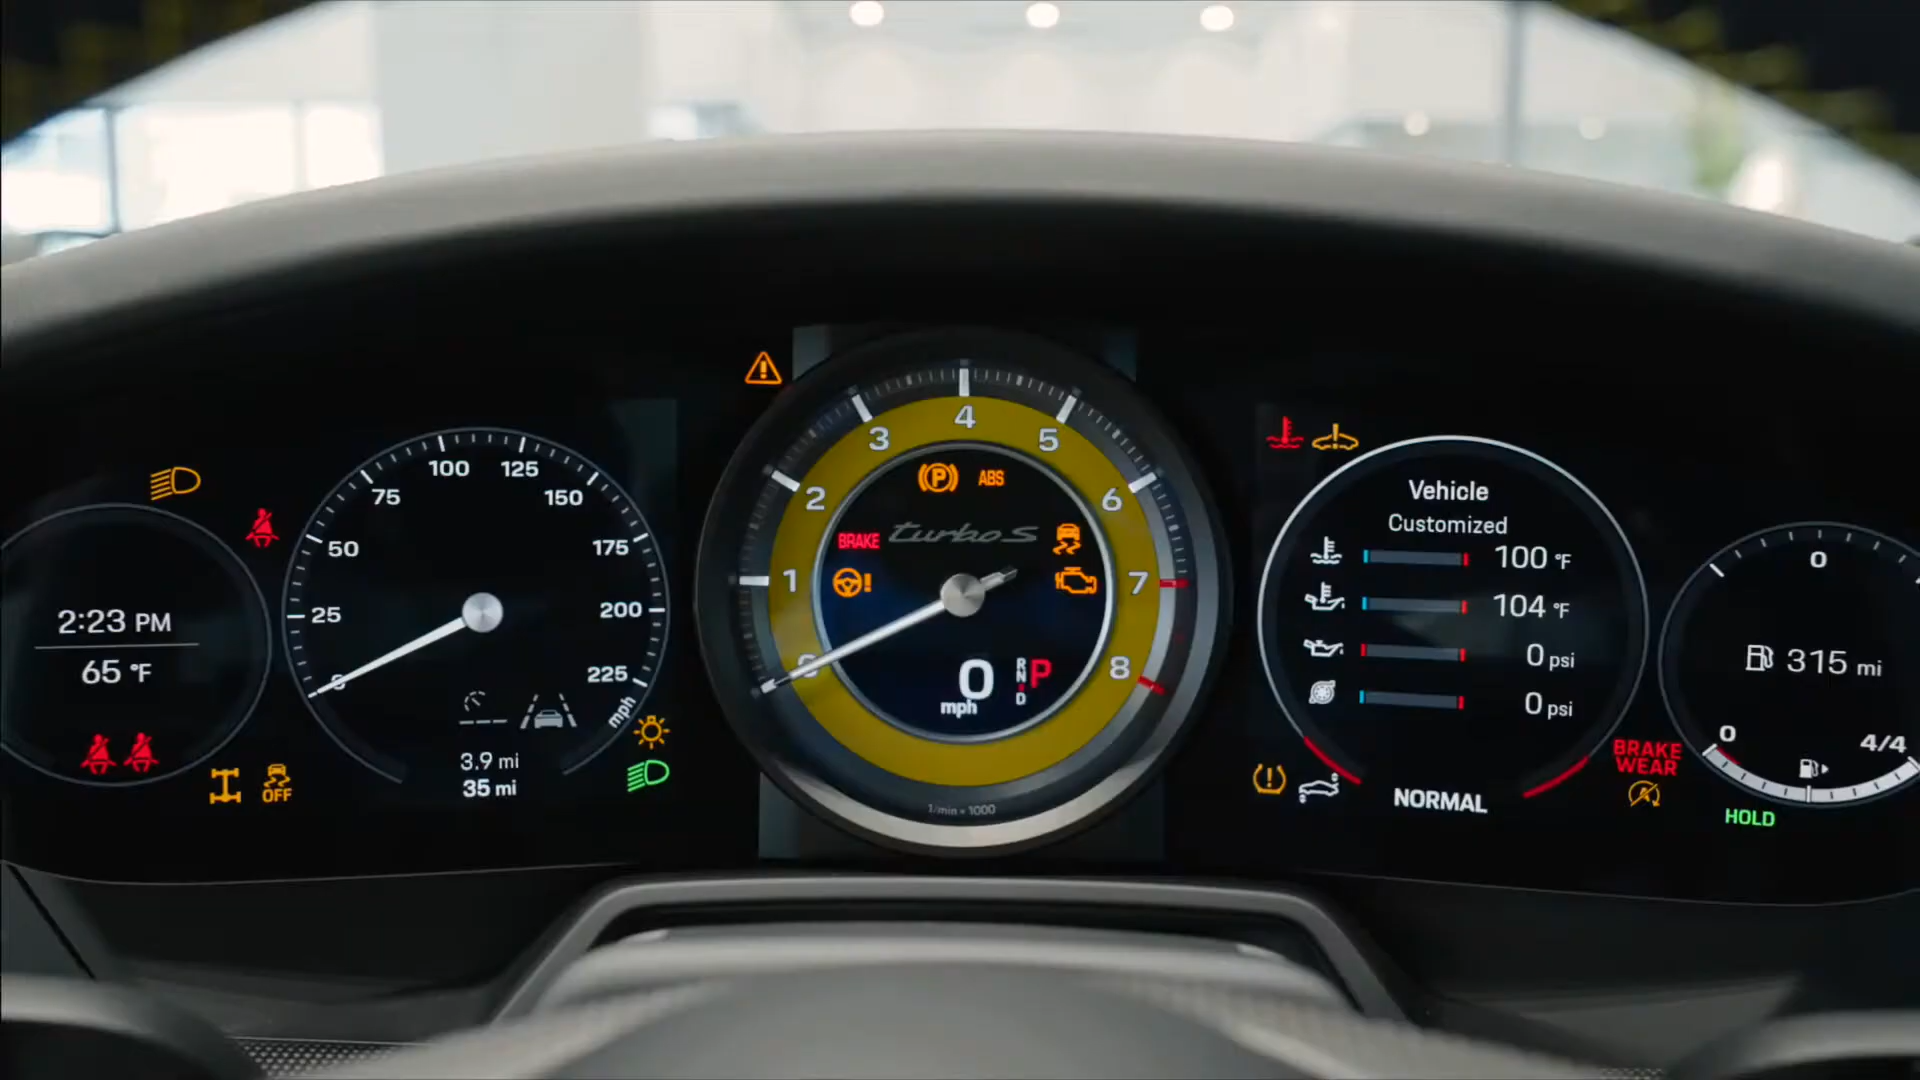 2:23 PM
65 °F
OFF
0
25
50
75
100
125
150
175
200
225
mph
3.9 mi
35 mi
0
1
2
3
4
5
6
7
8
P
ABS
BRAKE
turbo S
0
mph
R
N
D
P
1/min × 1000
Vehicle
Customized
100 °F
104 °F
0 psi
0 psi
NORMAL
BRAKE
WEAR
HOLD
0
315 mi
0
4/4